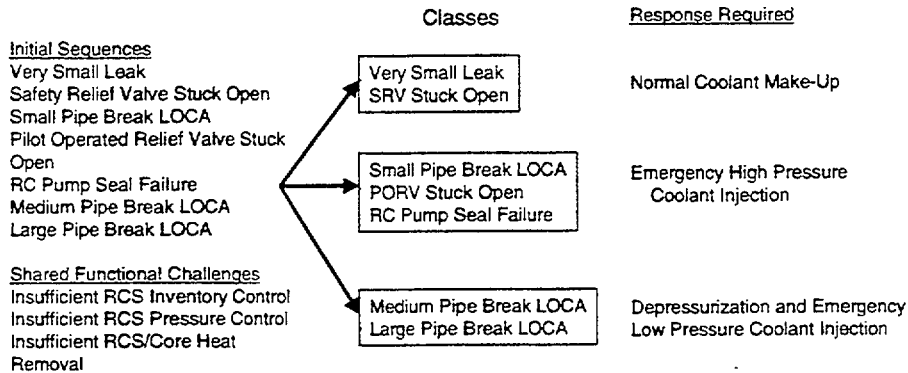 Classes
Response Required
Initial Sequences
Very Small Leak
Safety Relief Valve Stuck Open
Small Pipe Break LOCA
Pilot Operated Relief Valve Stuck
Open
RC Pump Seal Failure
Medium Pipe Break LOCA
Large Pipe Break LOCA
Shared Functional Challenges
Insufficient RCS Inventory Control
Insufficient RCS Pressure Control
Insufficient RCS/Core Heat
Removal
Very Small Leak
SRV Stuck Open
Small Pipe Break LOCA
PORV Stuck Open
RC Pump Seal Failure
Medium Pipe Break LOCA
Large Pipe Break LOCA
Normal Coolant Make-Up
Emergency High Pressure
Coolant Injection
Depressurization and Emergency
Low Pressure Coolant Injection